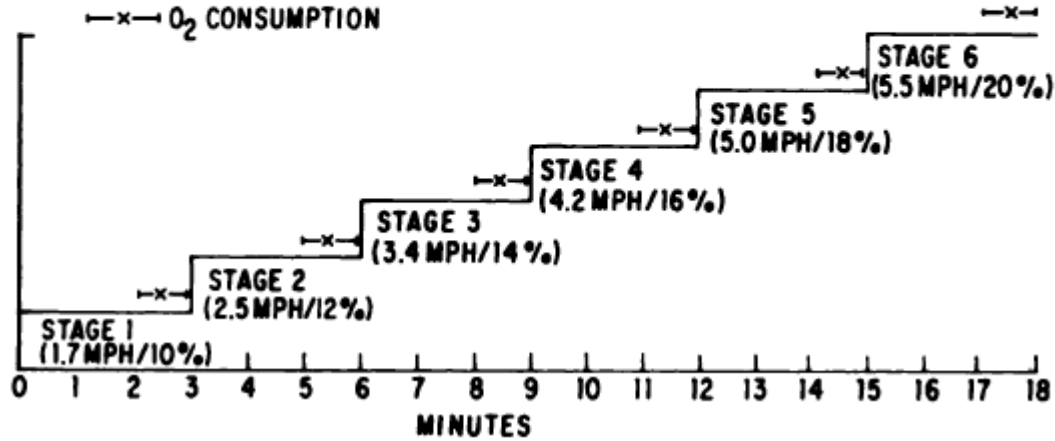 O2 CONSUMPTION
STAGE 6
(5.5 MPH/20%)
STAGE 5
(5.0 MPH/18%)
STAGE 4
(4.2 MPH/16%)
STAGE 3
(3.4 MPH/14%)
STAGE 2
(2.5 MPH/12%)
STAGE 1
(1.7 MPH/10%)
0 1 2 3 4 5 6 7 8 9 10 11 12 13 14 15 16 17 18
MINUTES